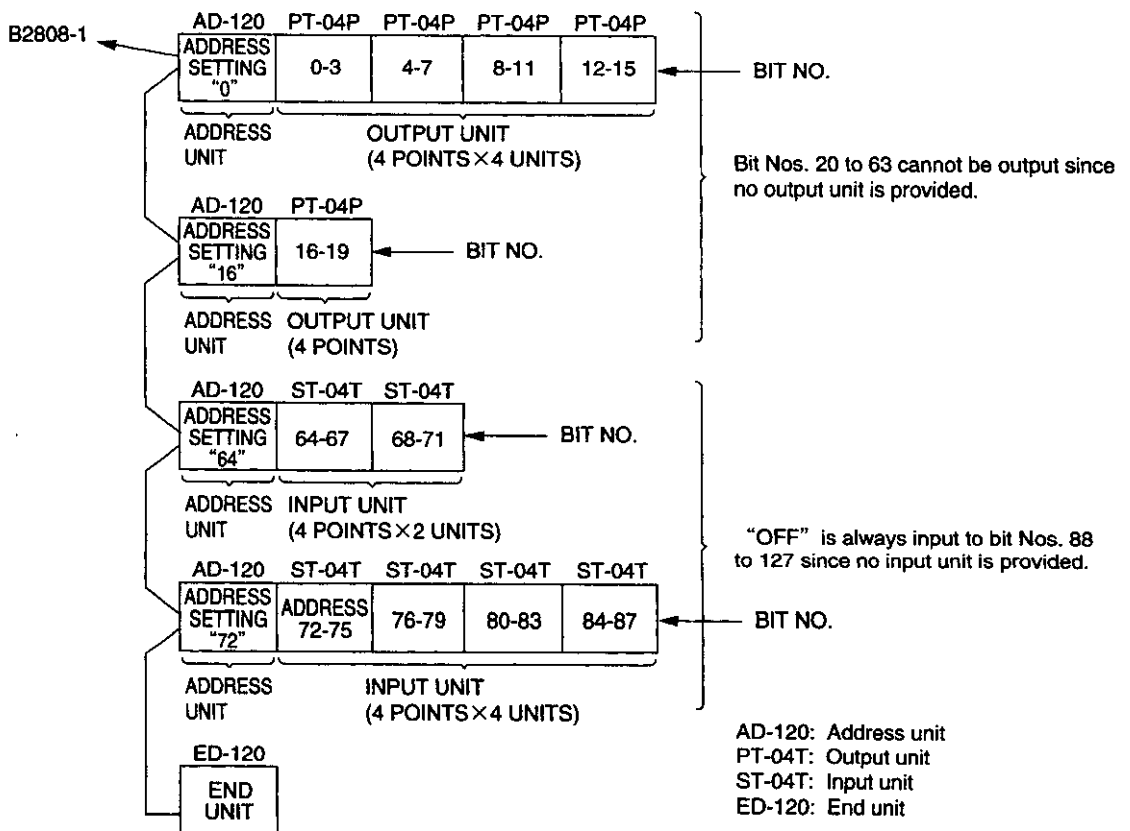 B2808-1
AD-120 PT-04P PT-04P PT-04P PT-04P
ADDRESS
SETTING
"0"
0-3 4-7 8-11 12-15
BIT NO.
ADDRESS
UNIT
OUTPUT UNIT
(4 POINTS×4 UNITS)
Bit Nos. 20 to 63 cannot be output since
no output unit is provided.
AD-120 PT-04P
ADDRESS
SETTING
"16"
16-19
BIT NO.
ADDRESS
UNIT
OUTPUT UNIT
(4 POINTS)
AD-120 ST-04T ST-04T
ADDRESS
SETTING
"64"
64-67 68-71
BIT NO.
ADDRESS
UNIT
INPUT UNIT
(4 POINTS×2 UNITS)
"OFF" is always input to bit Nos. 88
to 127 since no input unit is provided.
AD-120 ST-04T ST-04T ST-04T ST-04T
ADDRESS
SETTING
"72"
ADDRESS
72-75
76-79 80-83 84-87
BIT NO.
ADDRESS
UNIT
INPUT UNIT
(4 POINTS×4 UNITS)
ED-120
END
UNIT
AD-120: Address unit
PT-04T: Output unit
ST-04T: Input unit
ED-120: End unit